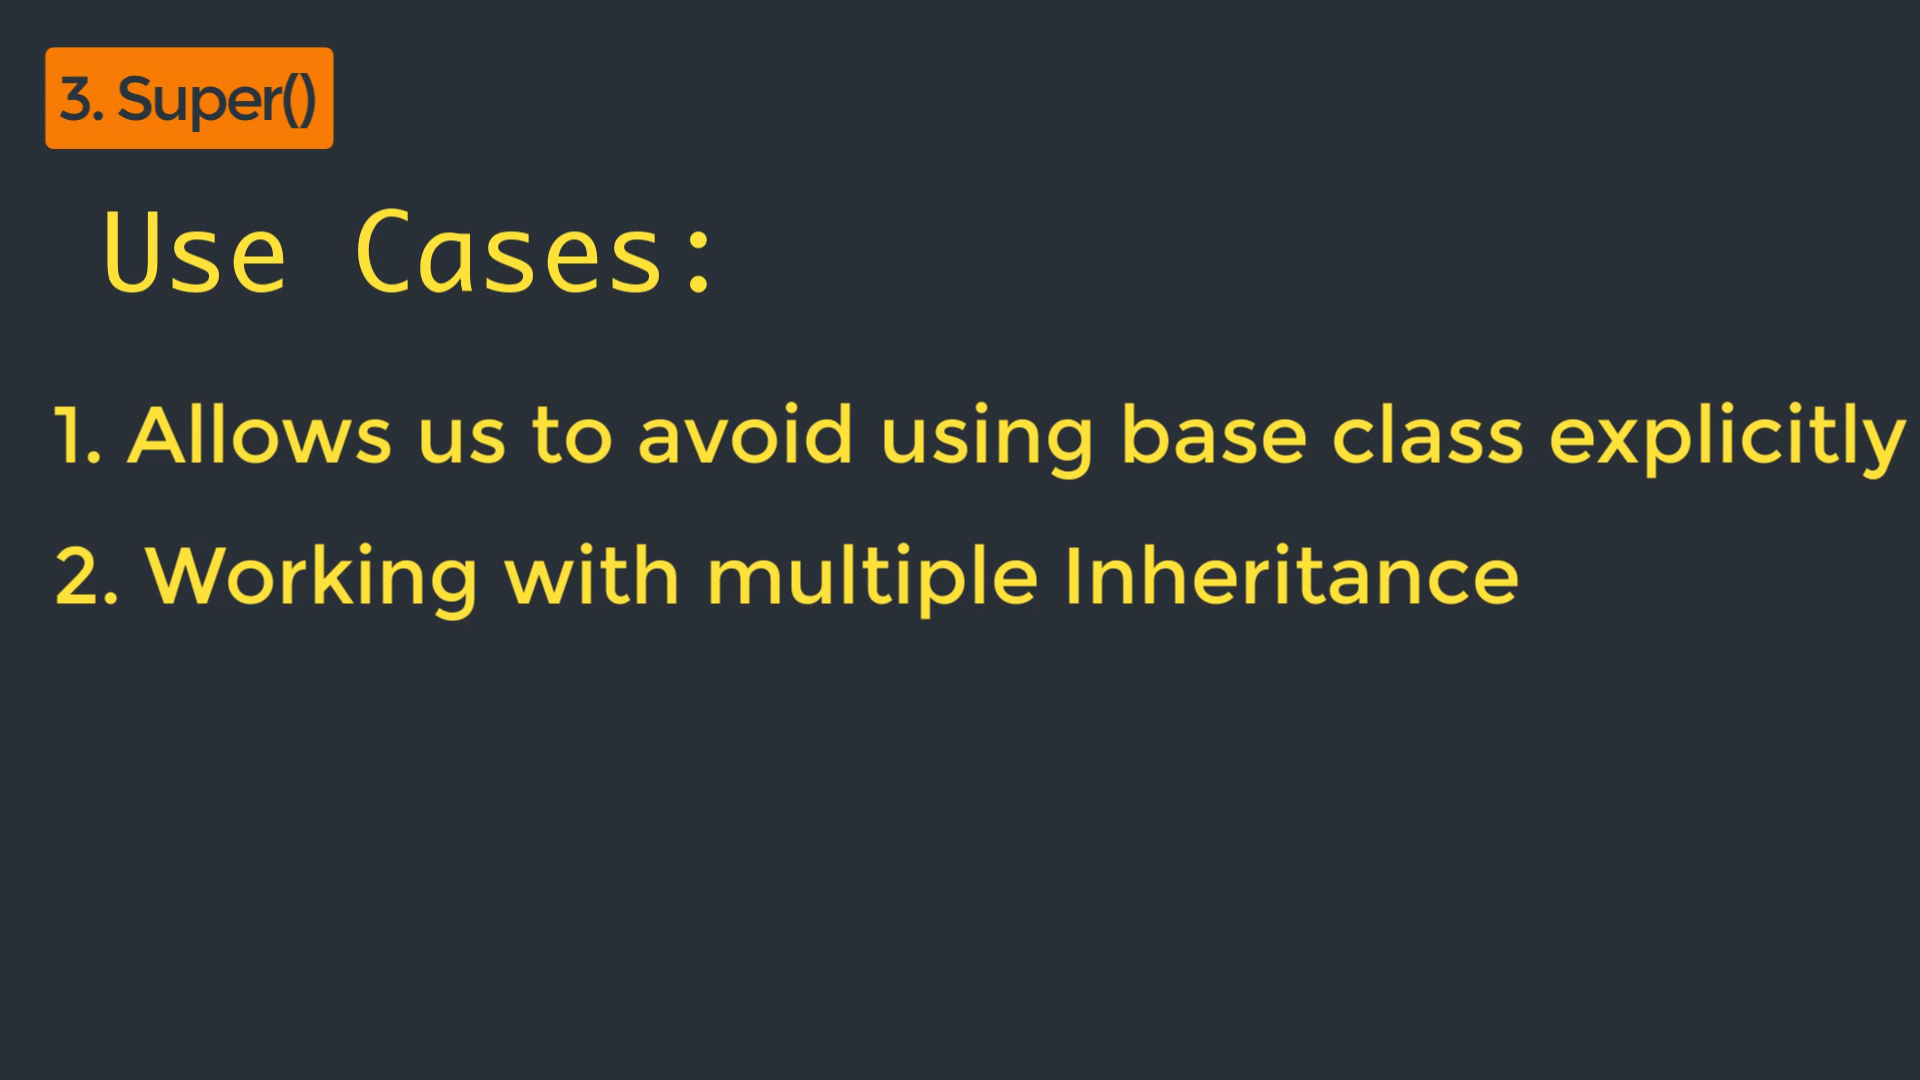 3. Super()
Use Cases:
1. Allows us to avoid using base class explicitly
2. Working with multiple Inheritance